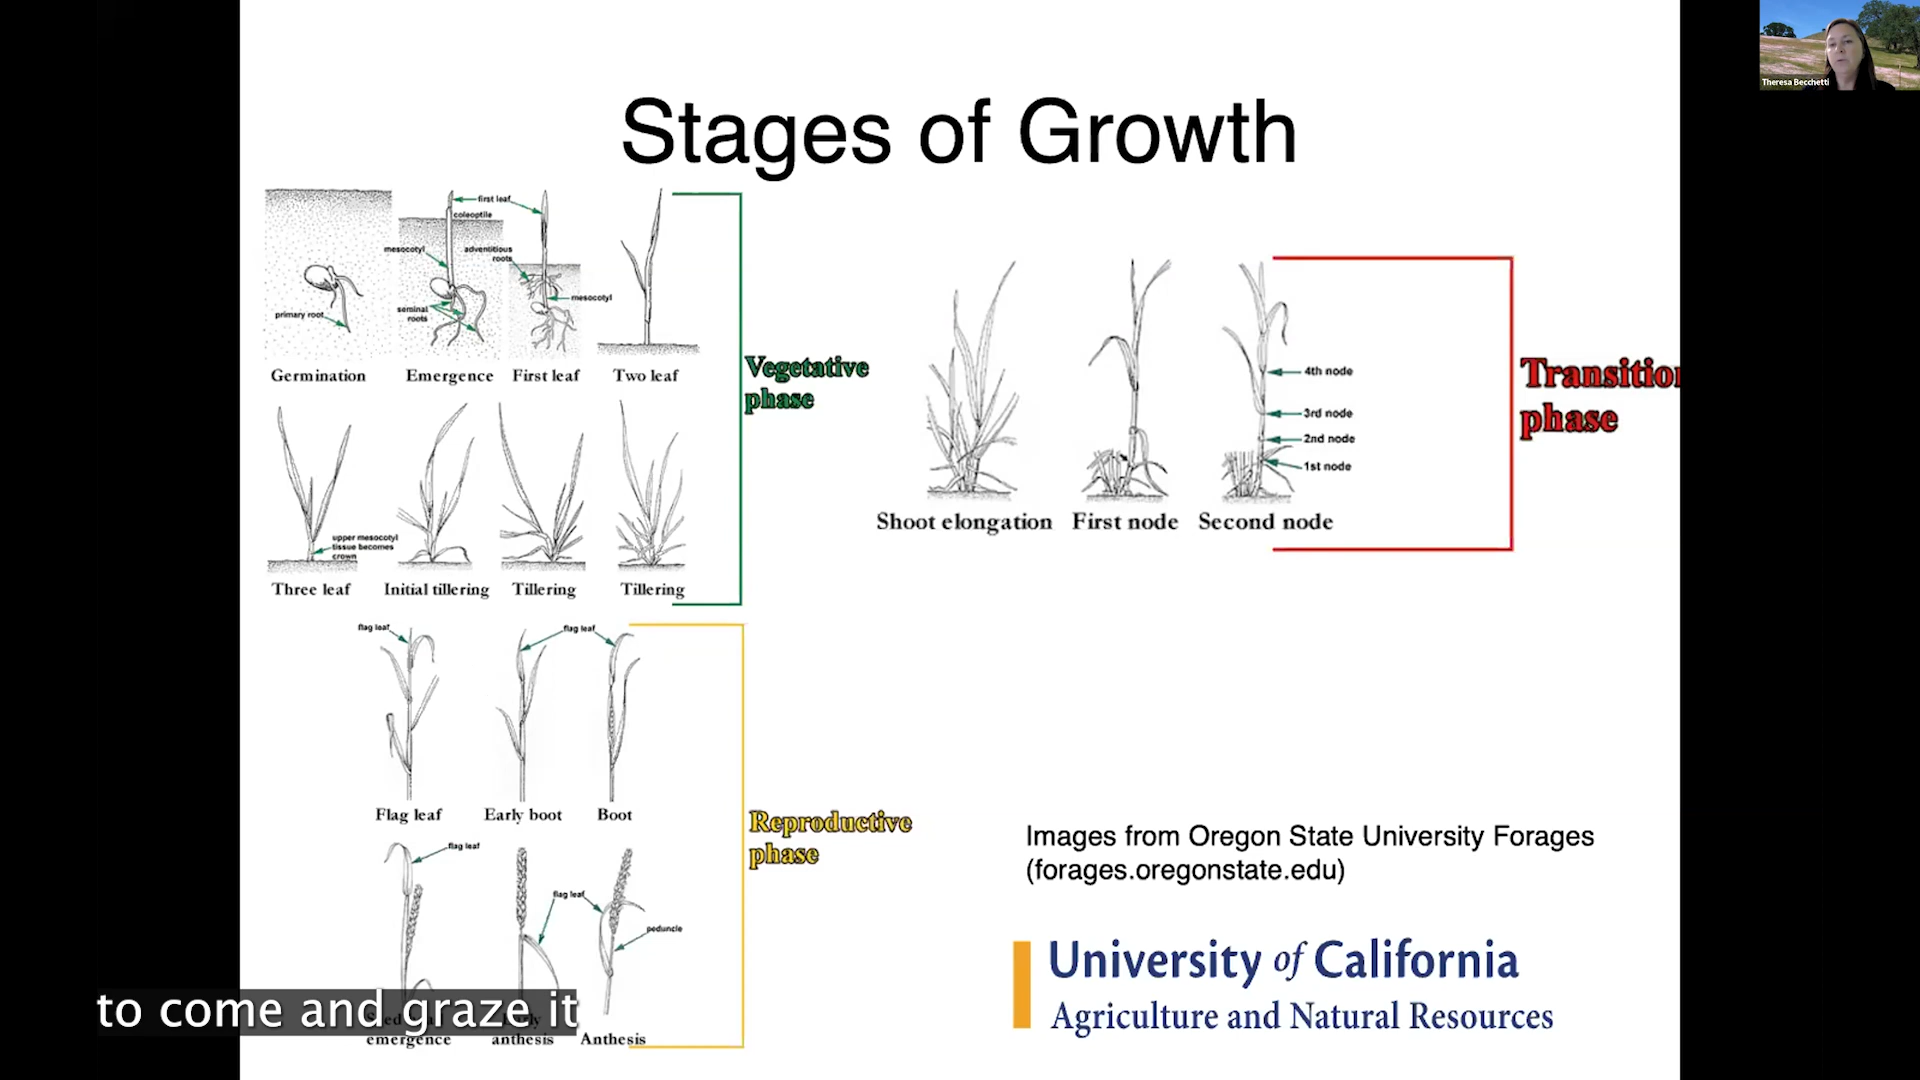 Theresa Becchetti
Stages of Growth
first leaf
coleoptile
mesocotyl
adventitious
roots
primary root
seminal
roots
mesocotyl
Germination
Emergence
First leaf
Two leaf
Vegetative
phase
upper mesocotyl
tissue becomes
crown
Three leaf
Initial tillering
Tillering
Tillering
4th node
3rd node
2nd node
1st node
Shoot elongation
First node
Second node
Transition
phase
flag leaf
flag leaf
Flag leaf
Early boot
Boot
Reproductive
phase
flag leaf
flag leaf
peduncle
emergence
anthesis
Anthesis
to come and graze it
Images from Oregon State University Forages
(forages.oregonstate.edu)
University of California
Agriculture and Natural Resources